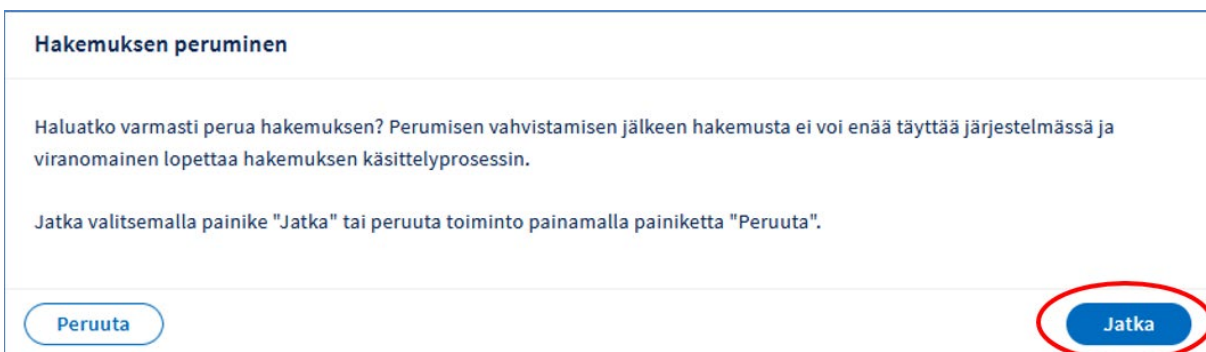 Hakemuksen peruminen
Haluatko varmasti perua hakemuksen? Perumisen vahvistamisen jälkeen hakemusta ei voi enää täyttää järjestelmässä ja
viranomainen lopettaa hakemuksen käsittelyprosessin.
Jatka valitsemalla painike "Jatka" tai peruuta toiminto painamalla painiketta "Peruuta".
Peruuta
Jatka